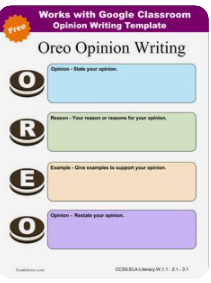 Works with Google Classroom
Opinion Writing Template
Free
Oreo Opinion Writing
O
Opinion - State your opinion.
R
Reason - Your reason or reasons for your opinion.
E
Example - Give examples to support your opinion.
O
Opinion - Restate your opinion.
CCSS.ELA-Literacy.W.1.1 - 2.1 - 3.1